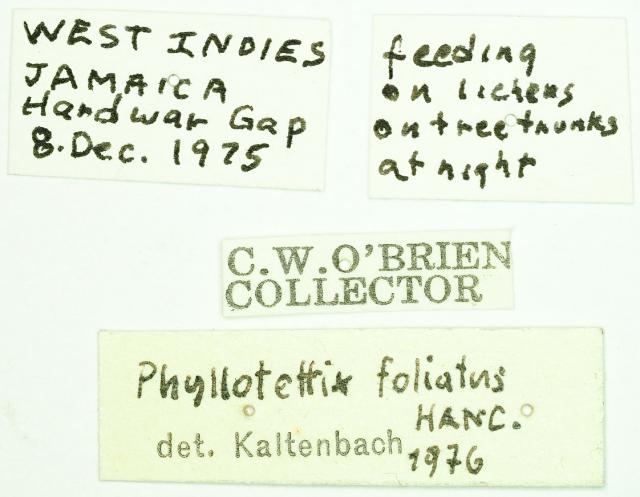 WEST INDIES
JAMAICA
Hardwar Gap
8. Dec. 1975
feeding
on lichens
on tree trunks
at night
C.W.O'BRIEN
COLLECTOR
Phyllotettix foliatus
HANC.
det. Kaltenbach
1976